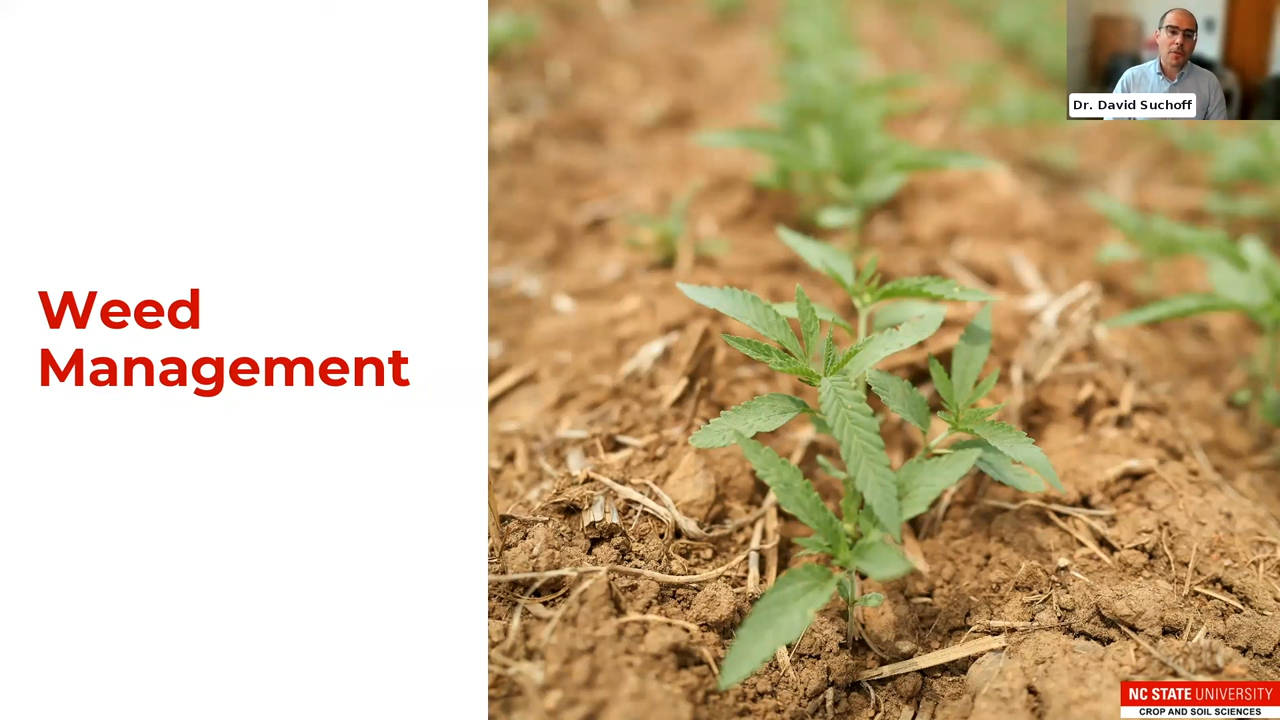 Dr. David Suchoff
Weed
Management
NC STATE UNIVERSITY
CROP AND SOIL SCIENCES